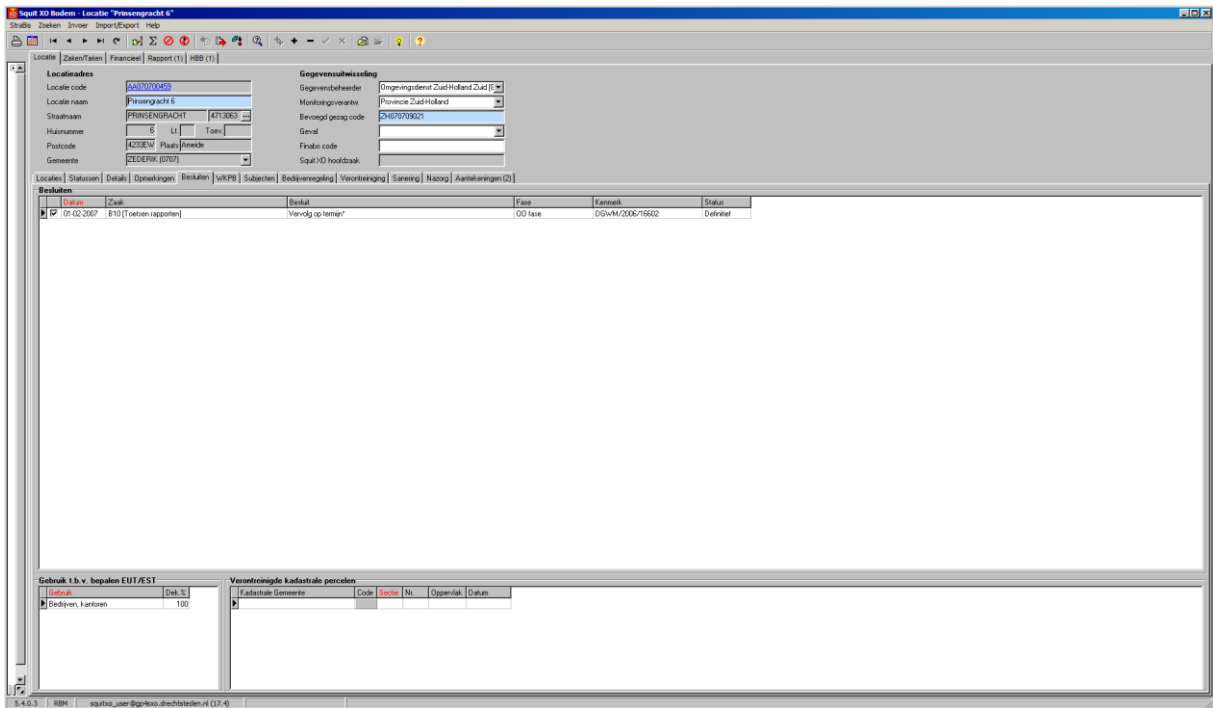 Squit XO Bodem - Locatie "Prinsengracht 6"
StraBis Zoeken Invoer Import/Export Help
Locatie Zaken/Taken Financieel Rapport (1) HBB (1)
Locatieadres Gegevensuitwisseling
Locatie code AA070700459 Gegevensbeheerder Omgevingsdienst Zuid-Holland Zuid
Locatie naam Prinsengracht 6 Monitoringsverantw. Provincie Zuid-Holland
Straatnaam PRINSENGRACHT 4713063 ... Bevoegd gezag code ZH070709021
Huisnummer 6 Lt. Toev. Geval
Postcode 4233EW Plaats Ameide Finabo code
Gemeente ZEDERIK (0707) Squit XO hoofdzaak
Locaties Statussen Details Opmerkingen Besluiten WKPB Subjecten Bedrijvenregeling Verontreiniging Sanering Nazorg Aantekeningen (2)
Besluiten
Datum Zaak Besluit Fase Kenmerk Status
01-02-2007 B10 [Toetsen rapporten] Vervolg op termijn* OO fase DGWM/2006/16602 Definitief
Gebruik t.b.v. bepalen EUT/EST Verontreinigde kadastrale percelen
Gebruik Dek.% Kadastrale Gemeente Code Sectie Nr. Oppervlak Datum
Bedrijven, kantoren 100
5.4.0.3 RBM squitxo_user@gp4sxo.drechtsteden.nl (17.4)